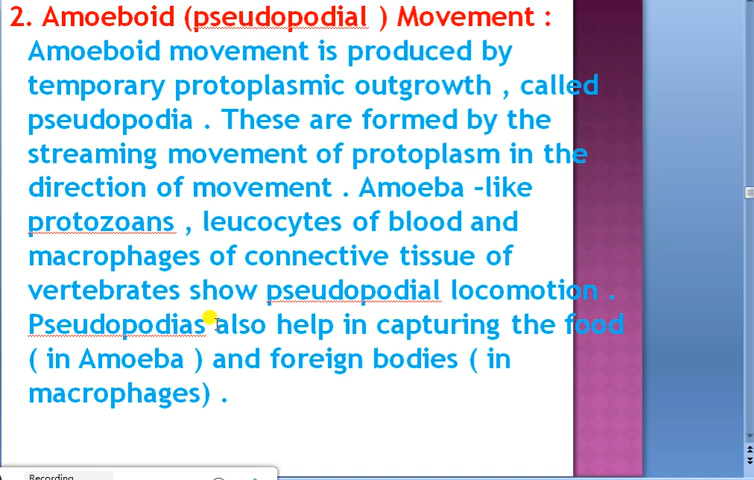 2. Amoeboid (pseudopodial ) Movement :
Amoeboid movement is produced by
temporary protoplasmic outgrowth , called
pseudopodia . These are formed by the
streaming movement of protoplasm in the
direction of movement . Amoeba -like
protozoans , leucocytes of blood and
macrophages of connective tissue of
vertebrates show pseudopodial locomotion .
Pseudopodias also help in capturing the food
( in Amoeba ) and foreign bodies ( in
macrophages) .
Recording